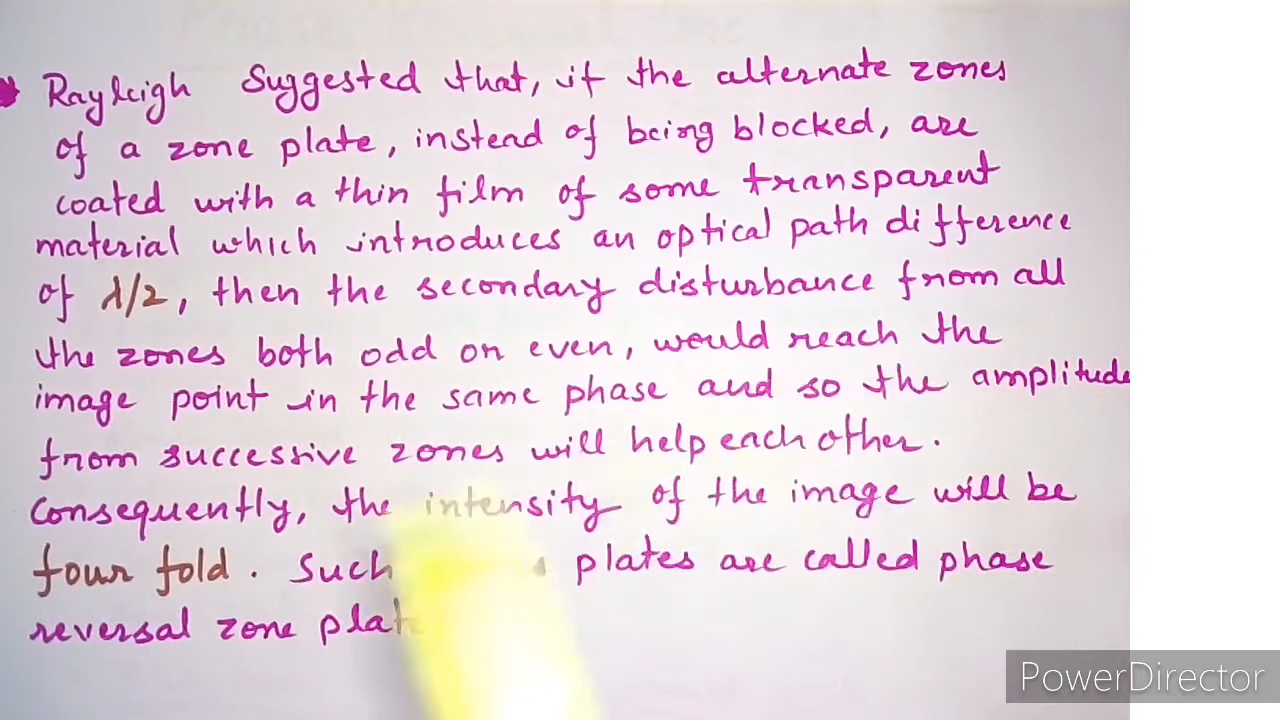 Rayleigh Suggested that, if the alternate zones
of a zone plate, instead of being blocked, are
coated with a thin film of some transparent
material which introduces an optical path difference
of λ/2, then the secondary disturbance from all
the zones both odd or even, would reach the
image point in the same phase and so the amplitude
from successive zones will help each other.
Consequently, the intensity of the image will be
four fold. Such plates are called phase
reversal zone
PowerDirector